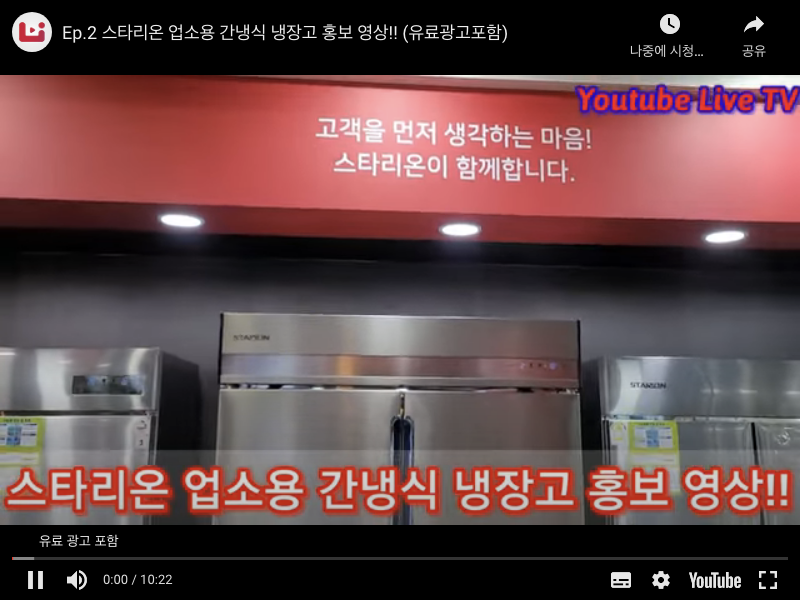 Ep.2 스타리온 업소용 간냉식 냉장고 홍보 영상!! (유료광고포함)
나중에 시청...
공유
Youtube Live TV
고객을 먼저 생각하는 마음!
스타리온이 함께합니다.
스타리온 업소용 간냉식 냉장고 홍보 영상!!
유료 광고 포함
0:00 / 10:22
YouTube